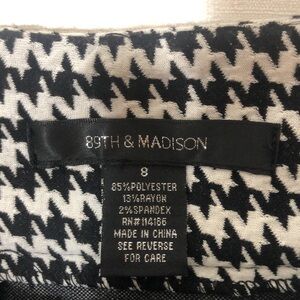 89TH & MADISON
8
85%POLYESTER
13%RAYON
2%SPANDEX
RN#114186
MADE IN CHINA
SEE REVERSE
FOR CARE